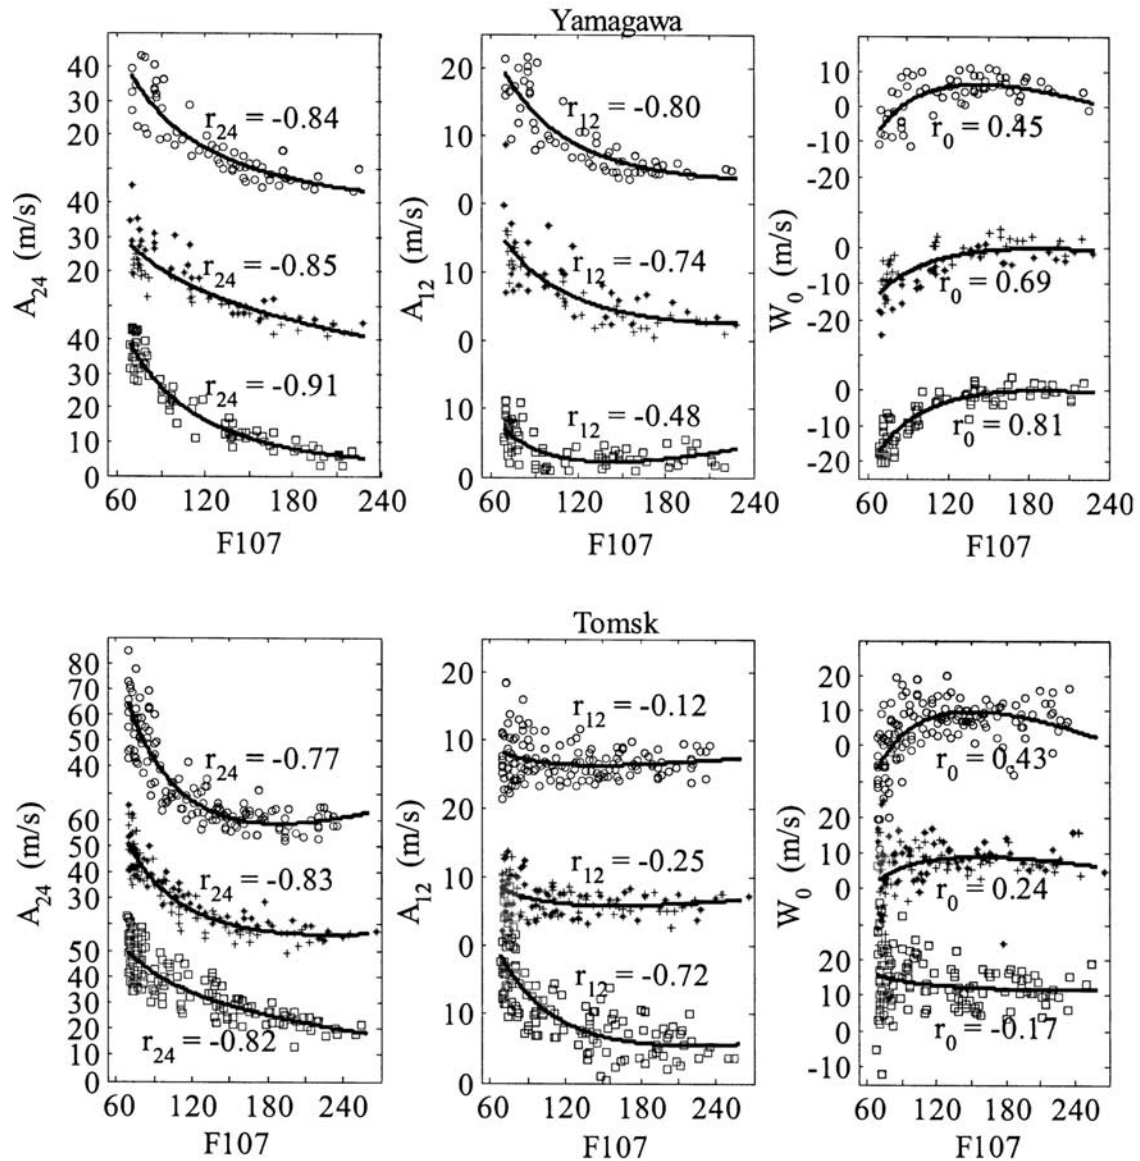 Yamagawa
A24 (m/s)
40
30
20
40
30
20
40
30
20
10
0
r24 = -0.84
r24 = -0.85
r24 = -0.91
60 120 180 240
F107
A12 (m/s)
20
10
0
10
0
10
0
r12 = -0.80
r12 = -0.74
r12 = -0.48
60 120 180 240
F107
W0 (m/s)
10
0
-10
-20
0
-10
-20
0
-10
-20
r0 = 0.45
r0 = 0.69
r0 = 0.81
60 120 180 240
F107
Tomsk
A24 (m/s)
80
70
60
50
40
60
50
40
30
50
40
30
20
10
0
r24 = -0.77
r24 = -0.83
r24 = -0.82
60 120 180 240
F107
A12 (m/s)
20
10
20
10
0
10
0
r12 = -0.12
r12 = -0.25
r12 = -0.72
60 120 180 240
F107
W0 (m/s)
20
10
0
20
10
0
20
10
0
-10
r0 = 0.43
r0 = 0.24
r0 = -0.17
60 120 180 240
F107